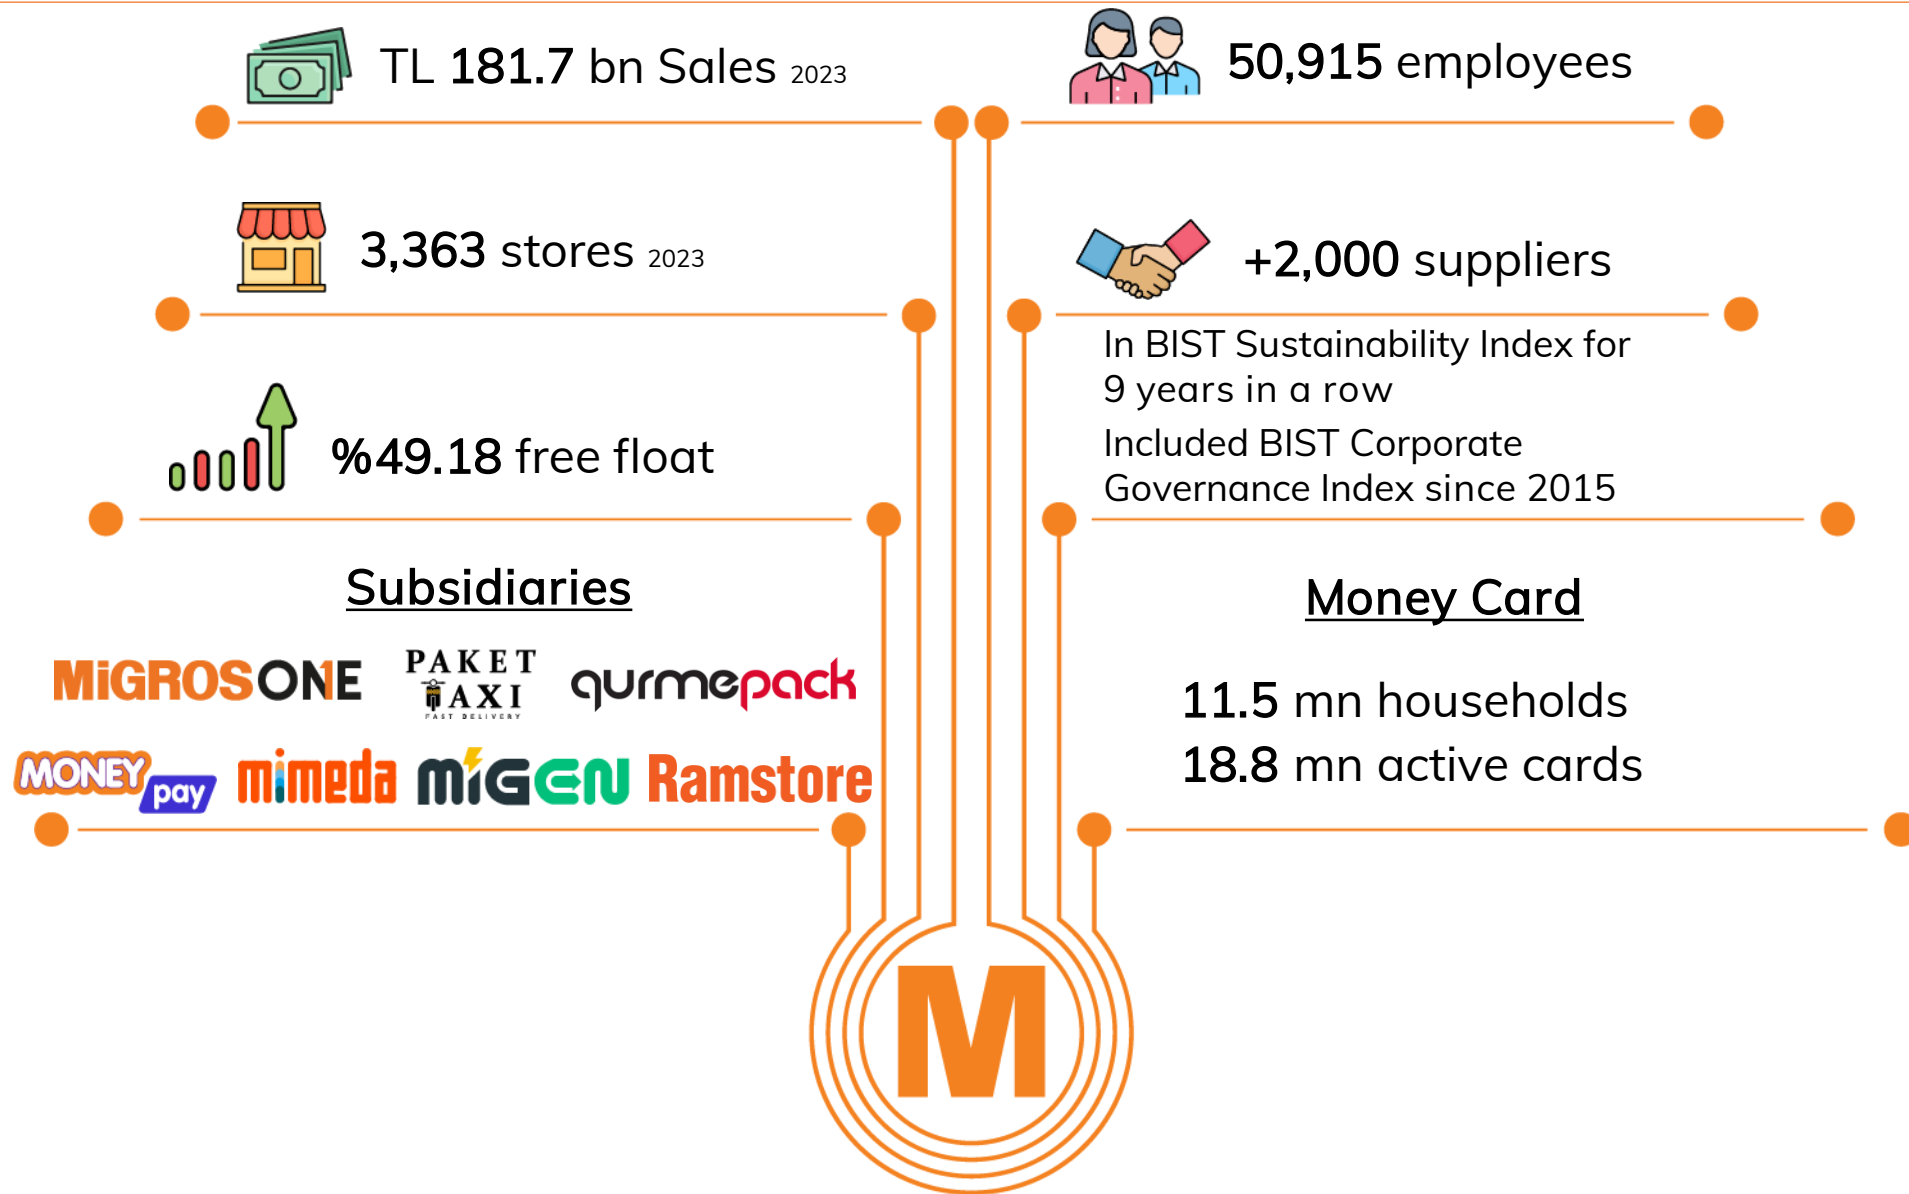 TL 181.7 bn Sales 2023
50,915 employees
3,363 stores 2023
+2,000 suppliers
In BIST Sustainability Index for
9 years in a row
Included BIST Corporate
Governance Index since 2015
%49.18 free float
Subsidiaries
MiGROS ONE
PAKET
TAXI
FAST DELIVERY
gurmepack
MONEY
pay
mimeda
miGEN
Ramstore
Money Card
11.5 mn households
18.8 mn active cards
M